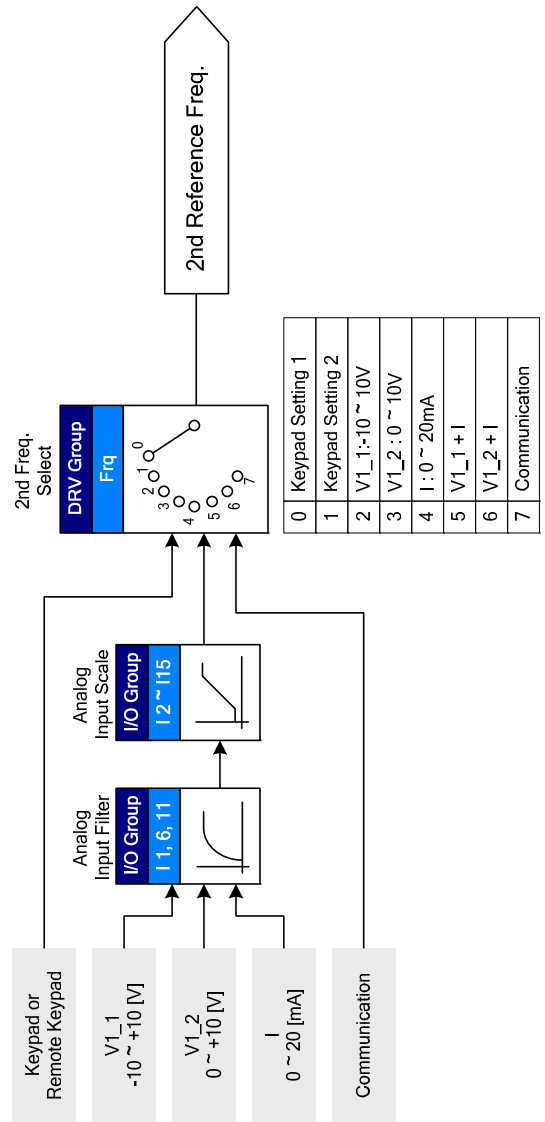 Keypad or
Remote Keypad
V1_1
-10 ~ +10 [V]
V1_2
0 ~ +10 [V]
I
0 ~ 20 [mA]
Communication
Analog
Input Filter
I/O Group
I 1, 6, 11
Analog
Input Scale
I/O Group
I 2 ~ I15
2nd Freq.
Select
DRV Group
Frq
0
1
2
3
4
5
6
7
2nd Reference Freq.
0 Keypad Setting 1
1 Keypad Setting 2
2 V1_1:-10 ~ 10V
3 V1_2 : 0 ~ 10V
4 I : 0 ~ 20mA
5 V1_1 + I
6 V1_2 + I
7 Communication